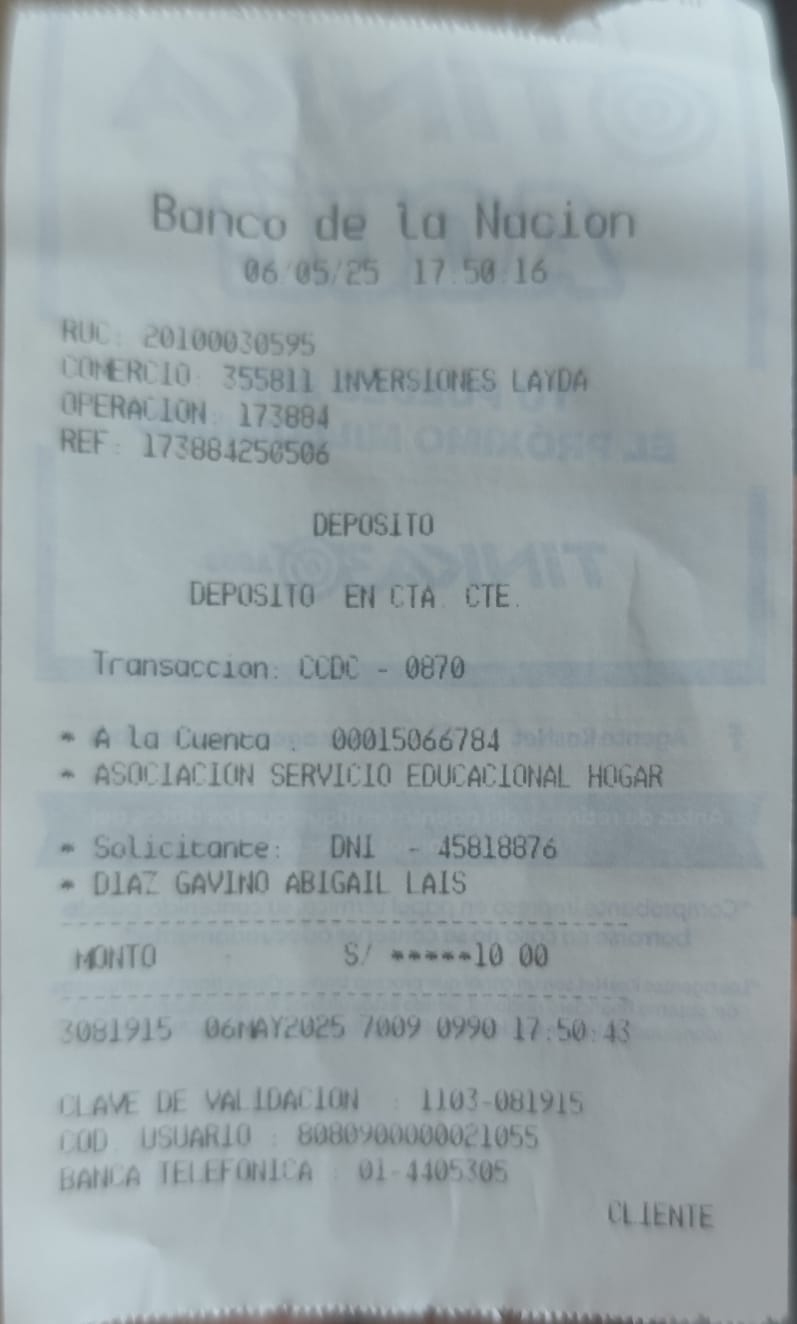 Banco de la Nacion
06/05/25 17:50:16
RUC: 20100030595
COMERCIO: 355811 INVERSIONES LAYDA
OPERACION: 173884
REF: 173884250506
DEPOSITO
DEPOSITO EN CTA. CTE.
Transaccion: CCDC - 0870
* A la Cuenta : 00015066784
* ASOCIACION SERVICIO EDUCACIONAL HOGAR
* Solicitante: DNI - 45818876
* DIAZ GAVINO ABIGAIL LAIS
MONTO S/ *****10.00
3081915 06MAY2025 7009 0990 17:50:43
CLAVE DE VALIDACION : 1103-081915
COD. USUARIO : 8080900000021055
BANCA TELEFONICA : 01-4405305
CLIENTE